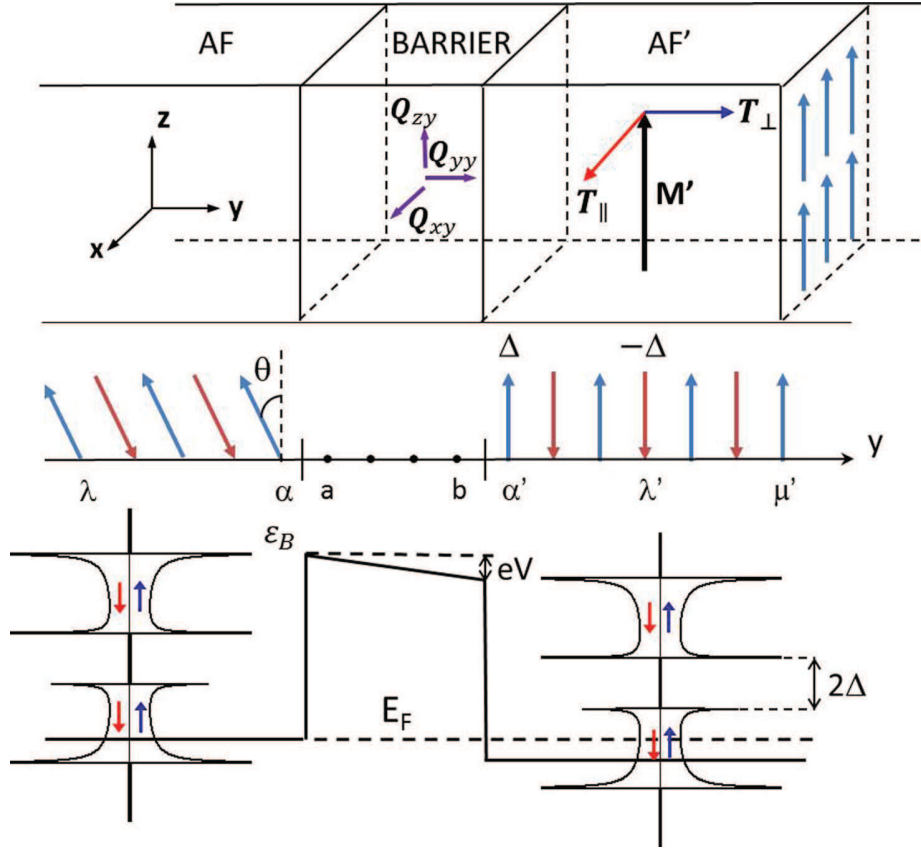 AF BARRIER AF’
z
y
x
Q_zy
Q_yy
Q_xy
T_⊥
T_∥
M’
θ Δ −Δ
y
λ α a b α’ λ’ μ’
ε_B
eV
2Δ
E_F